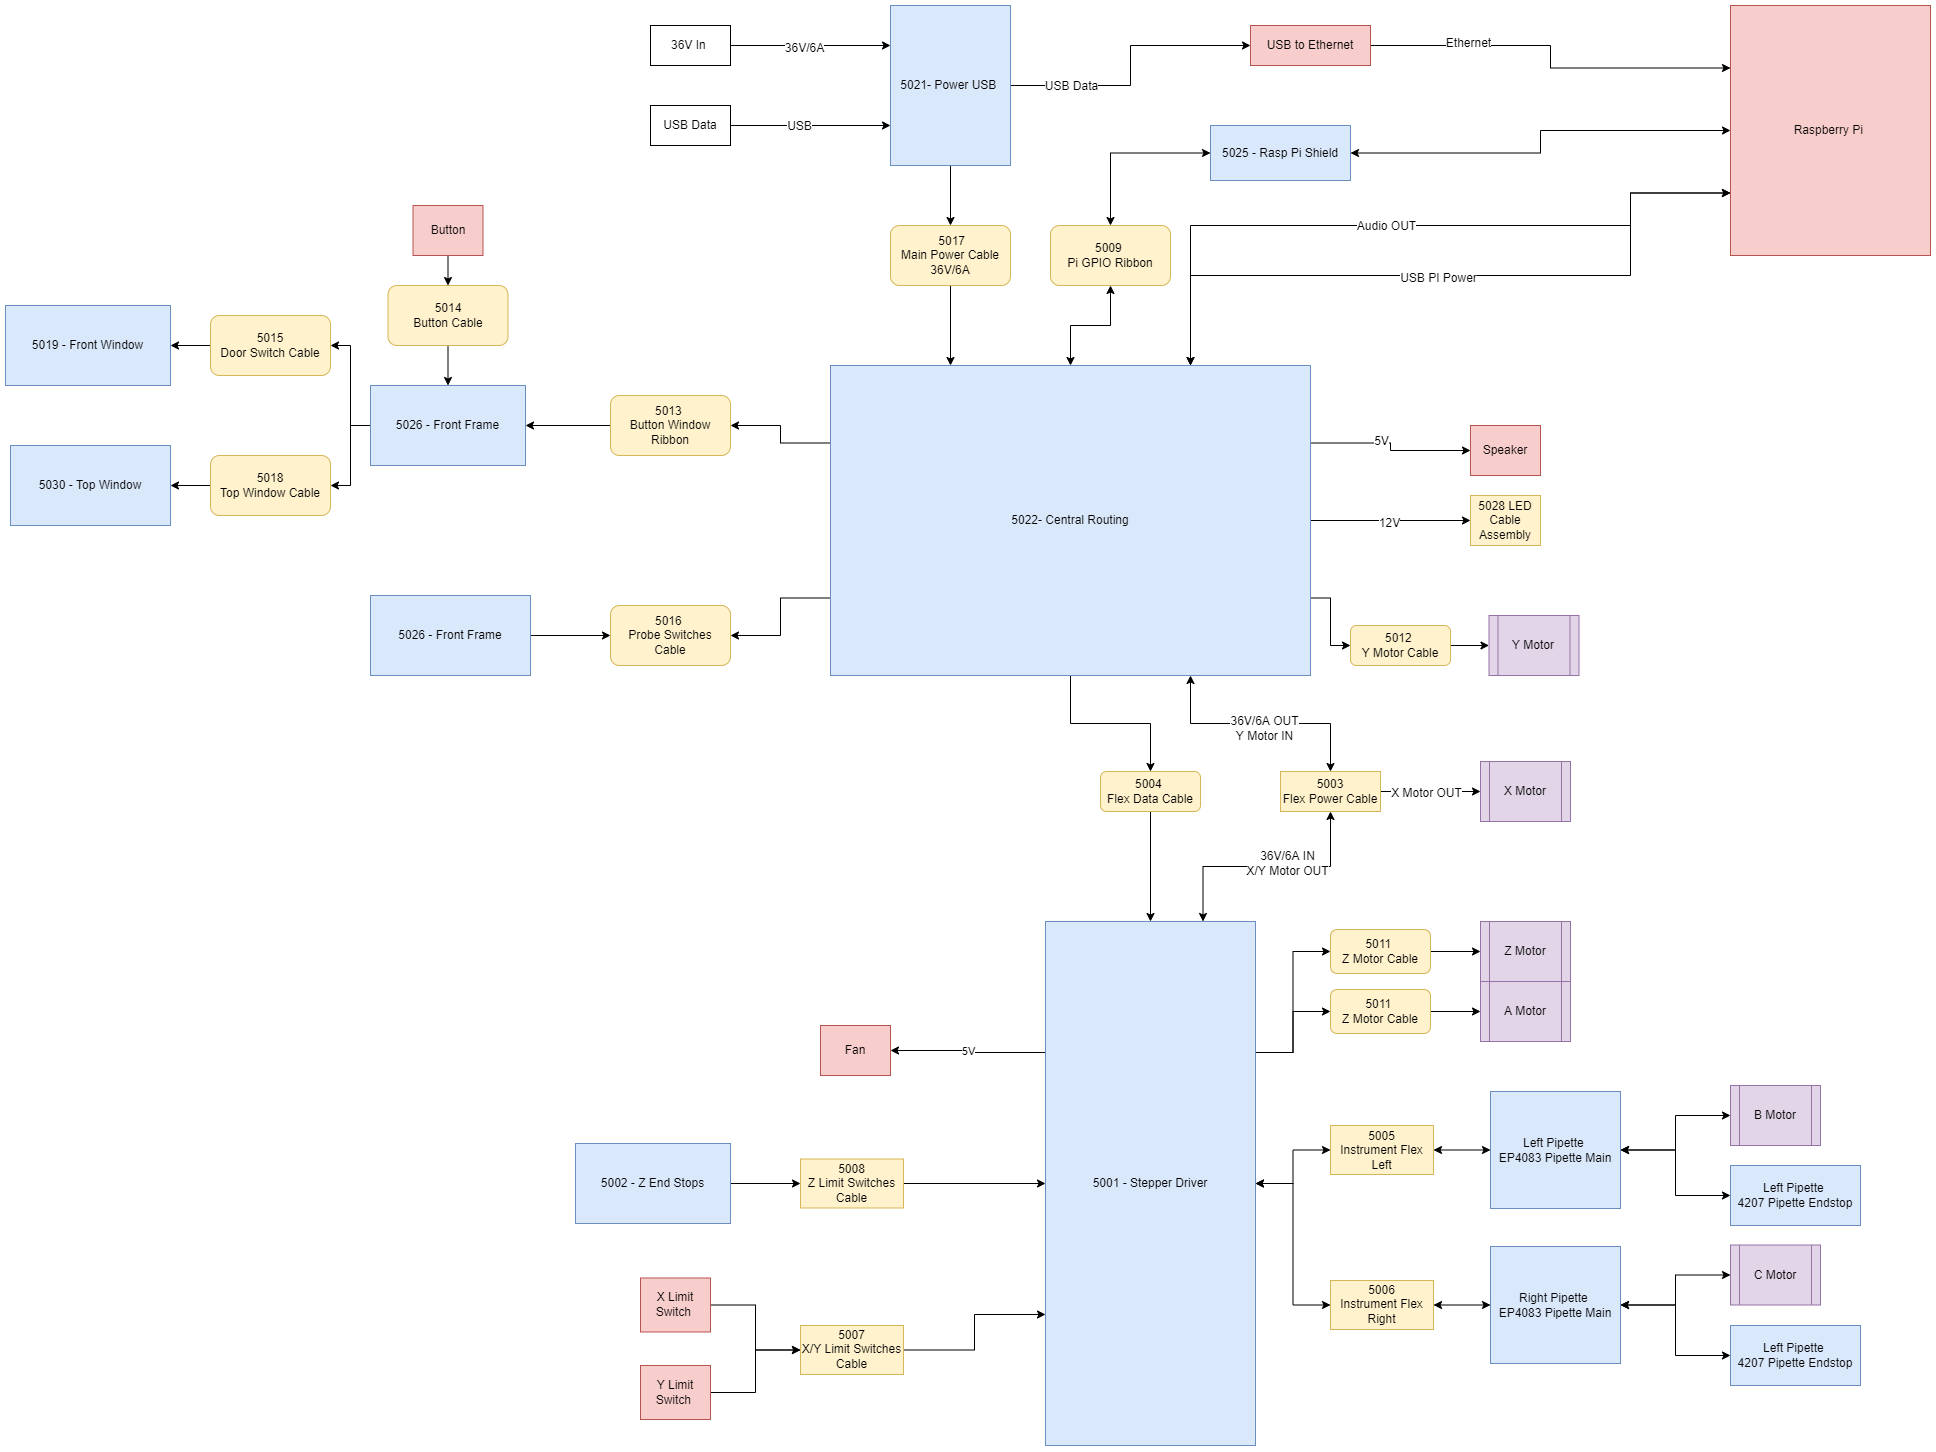 36V In
36V/6A
5021- Power USB
USB to Ethernet
Ethernet
Raspberry Pi
USB Data
USB
USB Data
5025 - Rasp Pi Shield
Button
5017
Main Power Cable
36V/6A
5009
Pi GPIO Ribbon
Audio OUT
USB PI Power
5014
Button Cable
5019 - Front Window
5015
Door Switch Cable
5026 - Front Frame
5013
Button Window
Ribbon
5030 - Top Window
5018
Top Window Cable
5022- Central Routing
5V
Speaker
12V
5028 LED
Cable
Assembly
5026 - Front Frame
5016
Probe Switches
Cable
5012
Y Motor Cable
Y Motor
36V/6A OUT
Y Motor IN
5004
Flex Data Cable
5003
Flex Power Cable
X Motor OUT
X Motor
36V/6A IN
X/Y Motor OUT
5011
Z Motor Cable
Z Motor
5011
Z Motor Cable
A Motor
Fan
5V
5001 - Stepper Driver
5002 - Z End Stops
5008
Z Limit Switches
Cable
5005
Instrument Flex
Left
Left Pipette
EP4083 Pipette Main
B Motor
Left Pipette
4207 Pipette Endstop
X Limit
Switch
Y Limit
Switch
5007
X/Y Limit Switches
Cable
5006
Instrument Flex
Right
Right Pipette
EP4083 Pipette Main
C Motor
Left Pipette
4207 Pipette Endstop